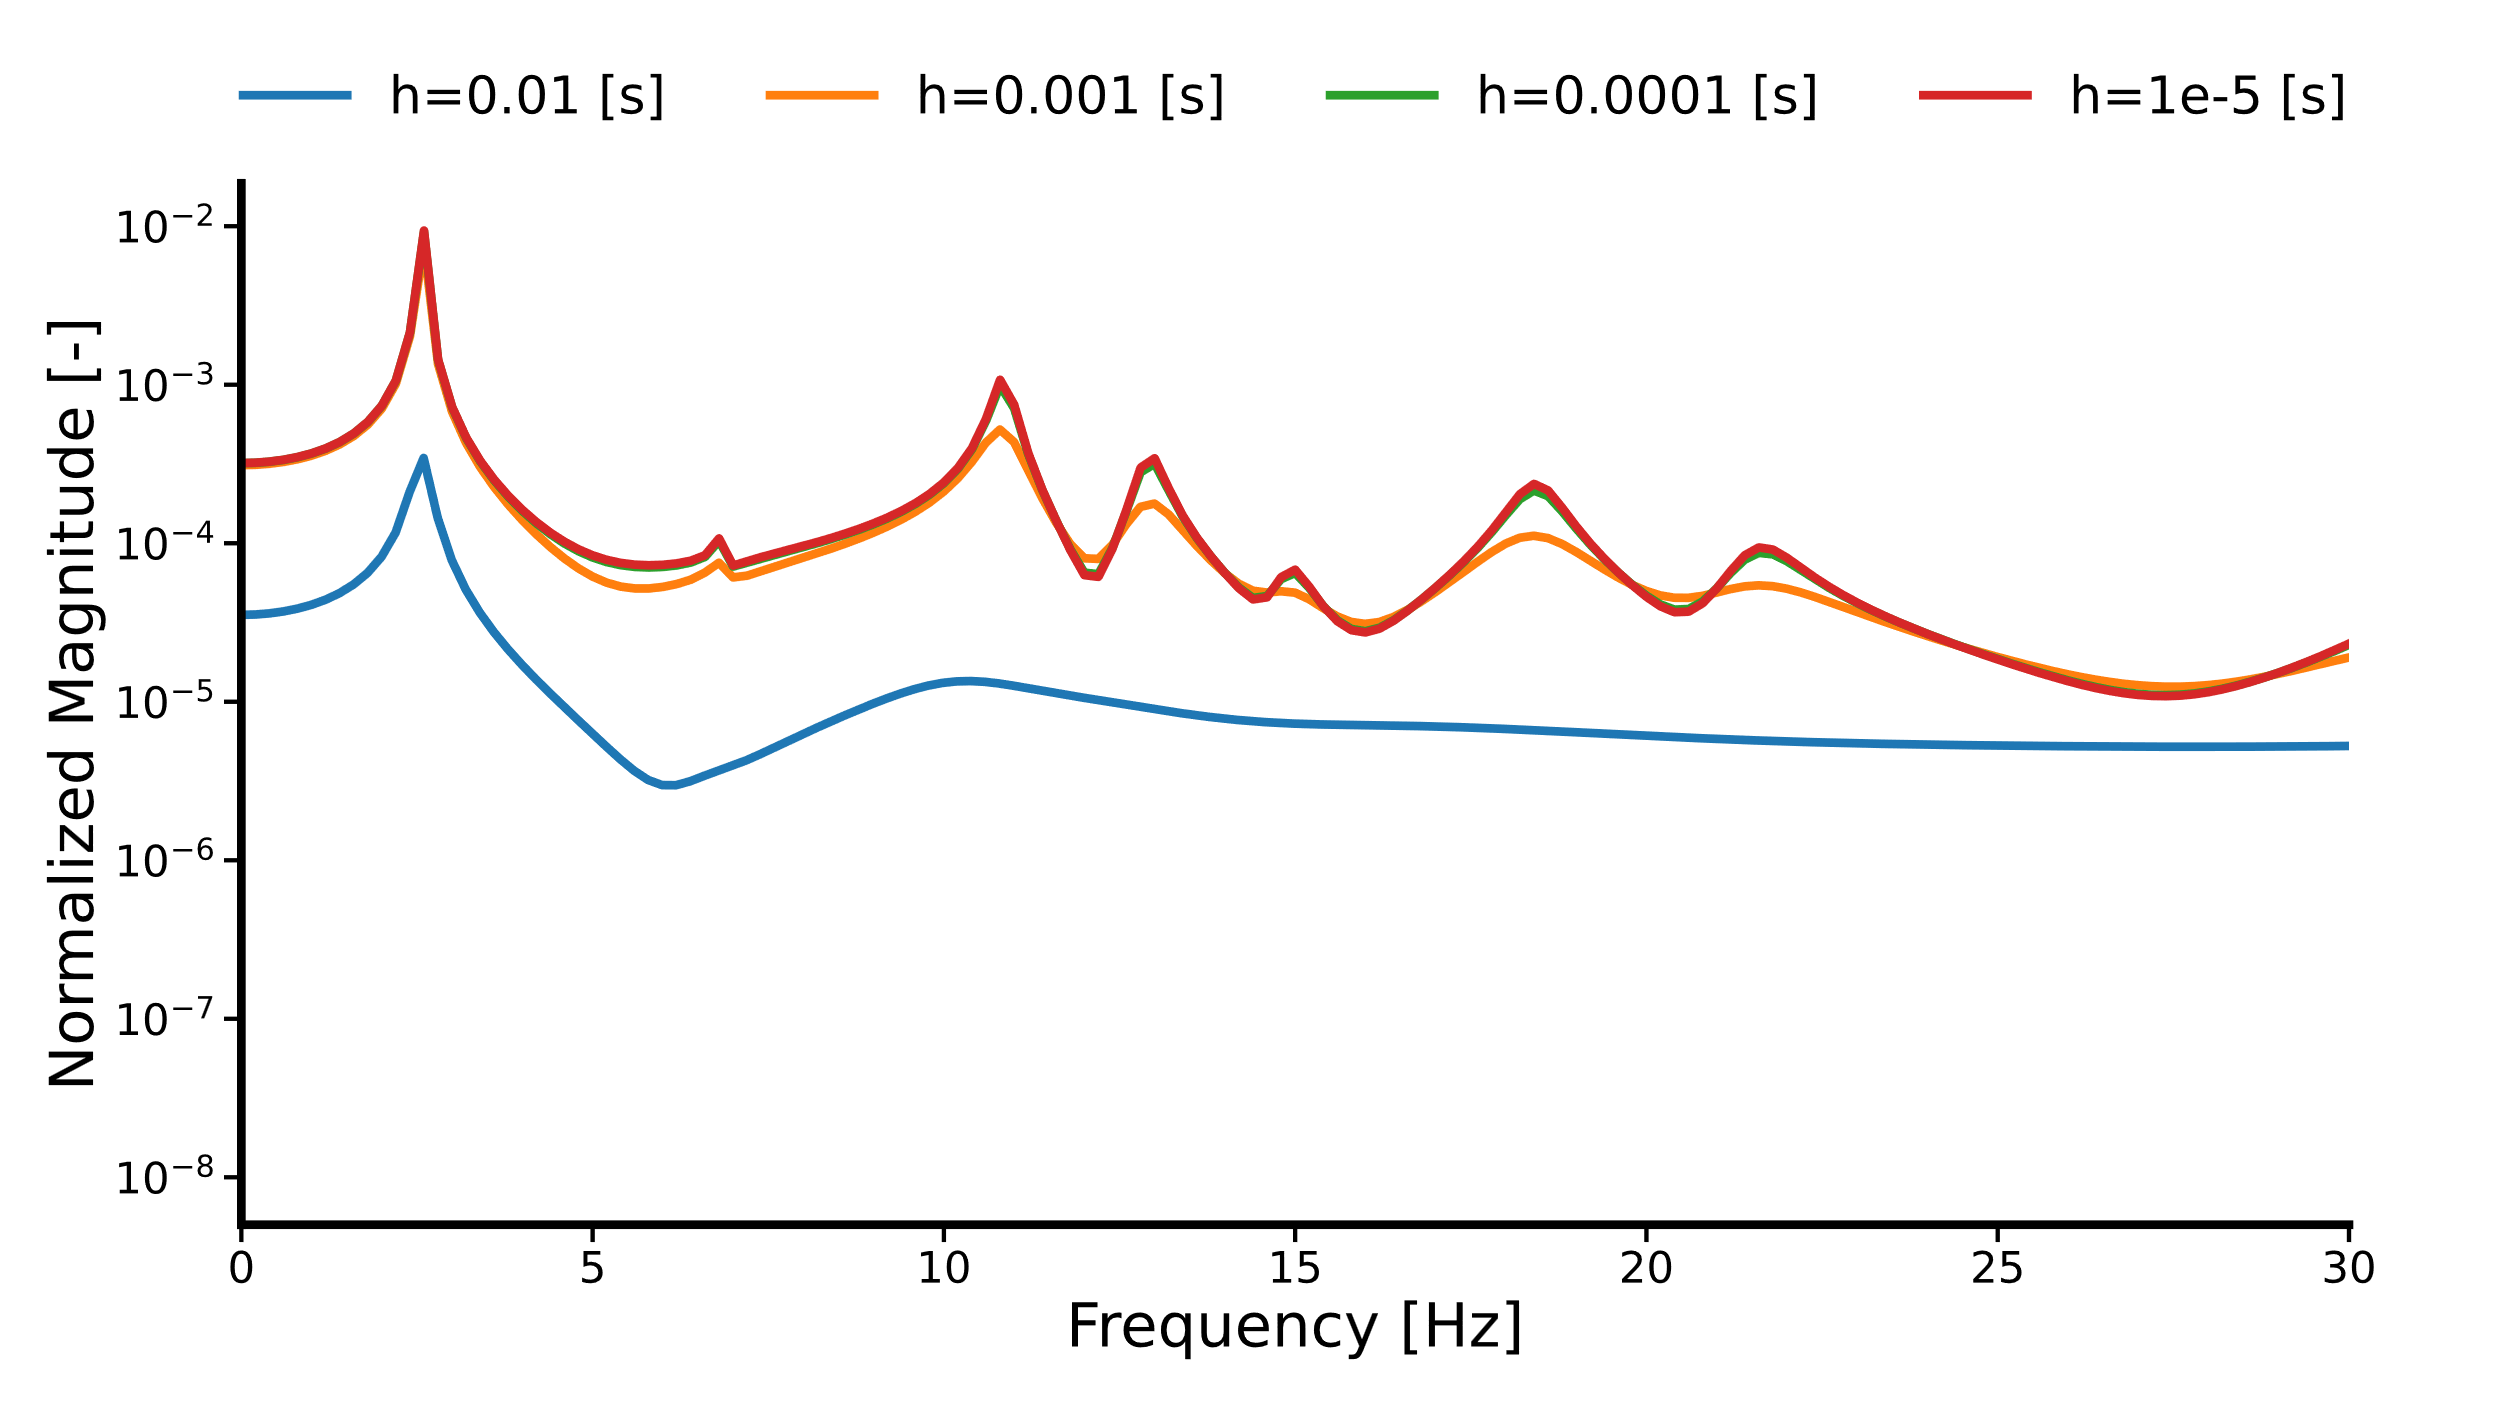 h=0.01 [s] h=0.001 [s] h=0.0001 [s] h=1e-5 [s]
Normalized Magnitude [-]
10⁻²
10⁻³
10⁻⁴
10⁻⁵
10⁻⁶
10⁻⁷
10⁻⁸
0 5 10 15 20 25 30
Frequency [Hz]